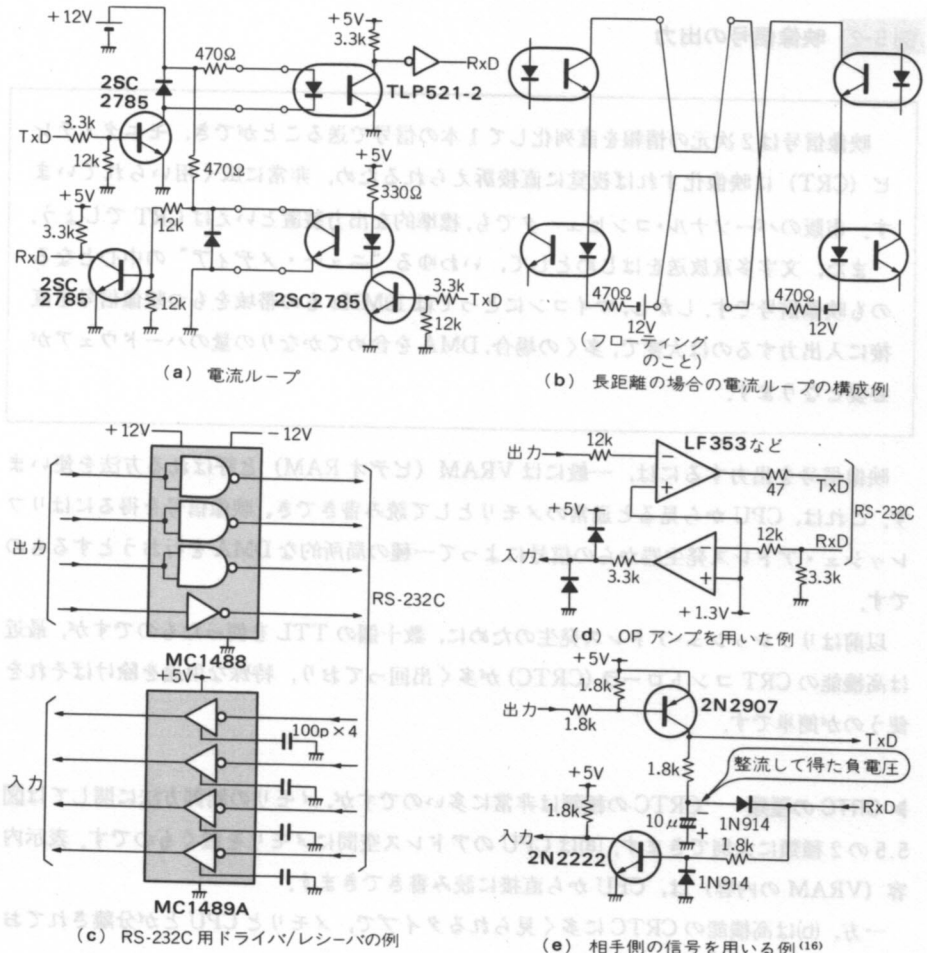 +12V
470Ω
+5V
3.3k
RxD
2SC
2785
TLP521-2
3.3k
TxD
12k
470Ω
+5V
330Ω
+5V
3.3k
12k
RxD
2SC
2785
12k
2SC2785
3.3k
TxD
12k
(a) 電流ループ
470Ω
12V
470Ω
12V
(フローティング
のこと)
(b) 長距離の場合の電流ループの構成例
+12V
-12V
出力
RS-232C
MC1488
+5V
100p×4
入力
MC1489A
(c) RS-232C用ドライバ/レシーバの例
出力
12k
LF353など
47
TxD
RS-232C
+5V
入力
3.3k
12k
RxD
3.3k
+1.3V
(d) OPアンプを用いた例
+5V
1.8k
2N2907
出力
1.8k
TxD
1.8k
整流して得た負電圧
+5V
1.8k
10μ
1N914
RxD
入力
2N2222
1.8k
1N914
(e) 相手側の信号を用いる例(16)